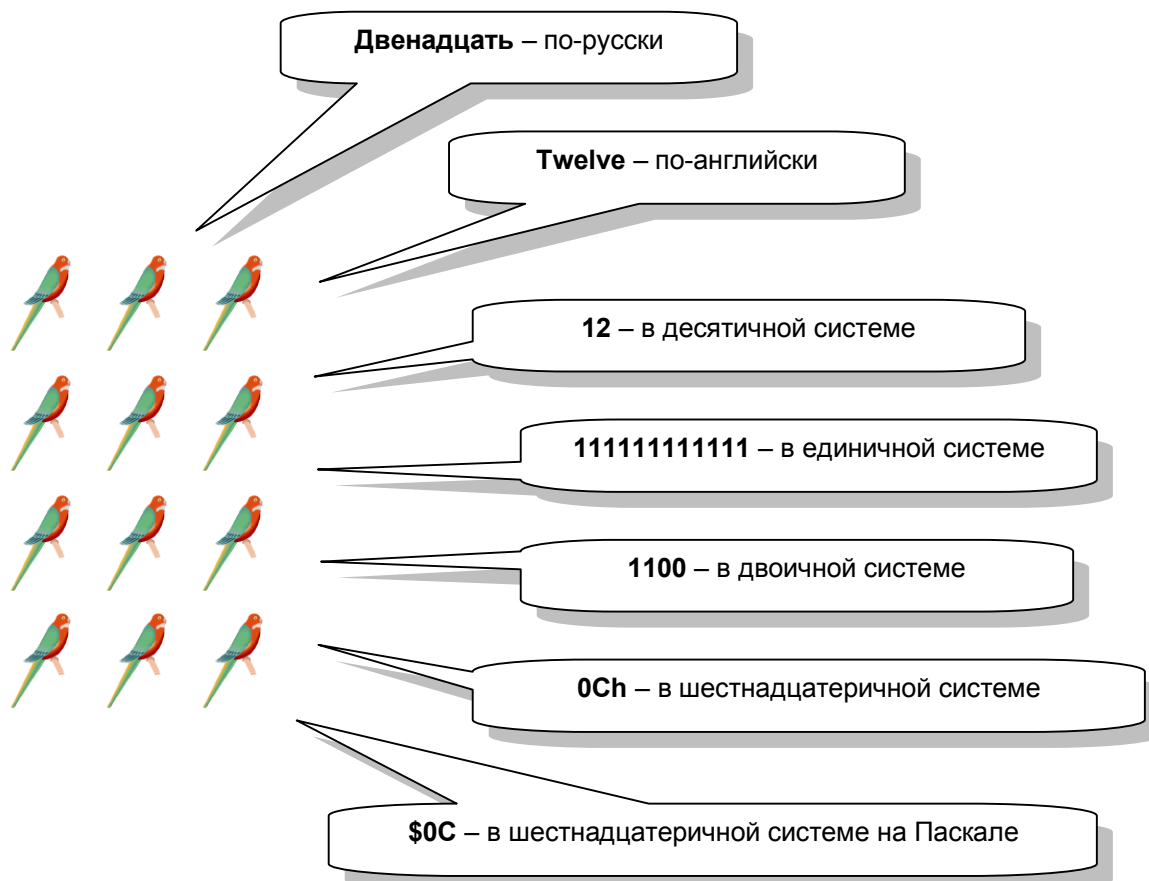 Двенадцать – по-русски
Twelve – по-английски
12 – в десятичной системе
111111111111 – в единичной системе
1100 – в двоичной системе
0Ch – в шестнадцатеричной системе
$0C – в шестнадцатеричной системе на Паскале